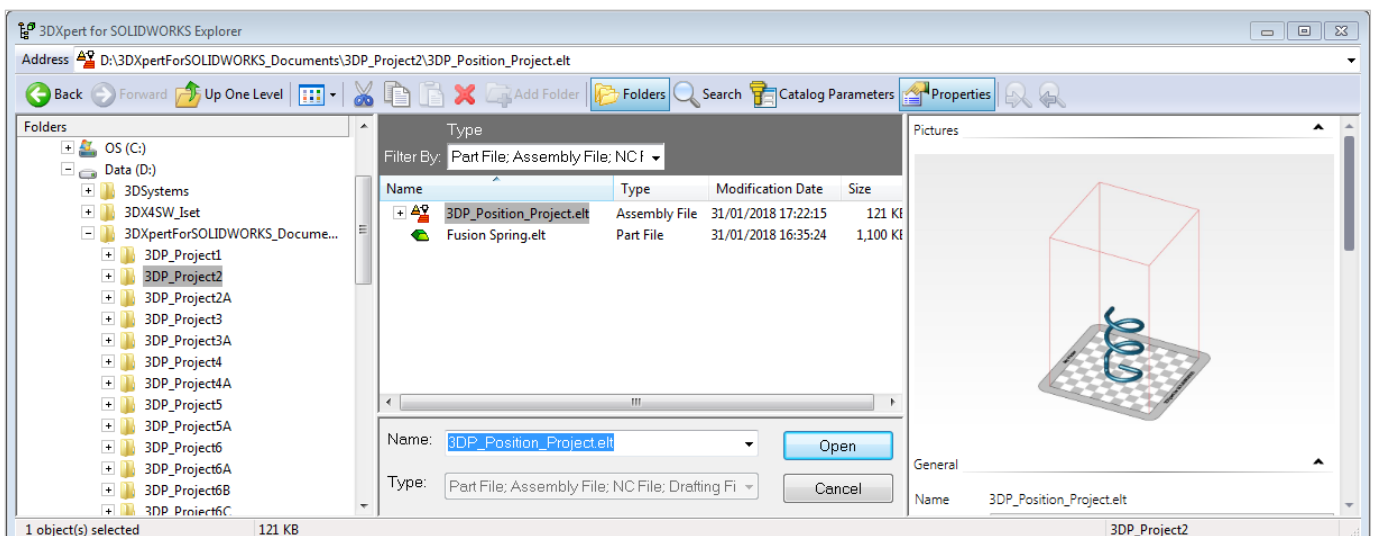 3DXpert for SOLIDWORKS Explorer
Address D:\3DXpertForSOLIDWORKS_Documents\3DP_Project2\3DP_Position_Project.elt
Back Forward Up One Level Add Folder Folders Search Catalog Parameters Properties
Folders
OS (C:)
Data (D:)
3DSystems
3DX4SW_Iset
3DXpertForSOLIDWORKS_Docume...
3DP_Project1
3DP_Project2
3DP_Project2A
3DP_Project3
3DP_Project3A
3DP_Project4
3DP_Project4A
3DP_Project5
3DP_Project5A
3DP_Project6
3DP_Project6A
3DP_Project6B
3DP_Project6C
Type
Filter By: Part File; Assembly File; NC F
Name Type Modification Date Size
3DP_Position_Project.elt Assembly File 31/01/2018 17:22:15 121 KB
Fusion Spring.elt Part File 31/01/2018 16:35:24 1,100 KB
Name: 3DP_Position_Project.elt Open
Type: Part File; Assembly File; NC File; Drafting Fi Cancel
Pictures
General
Name 3DP_Position_Project.elt
1 object(s) selected 121 KB 3DP_Project2